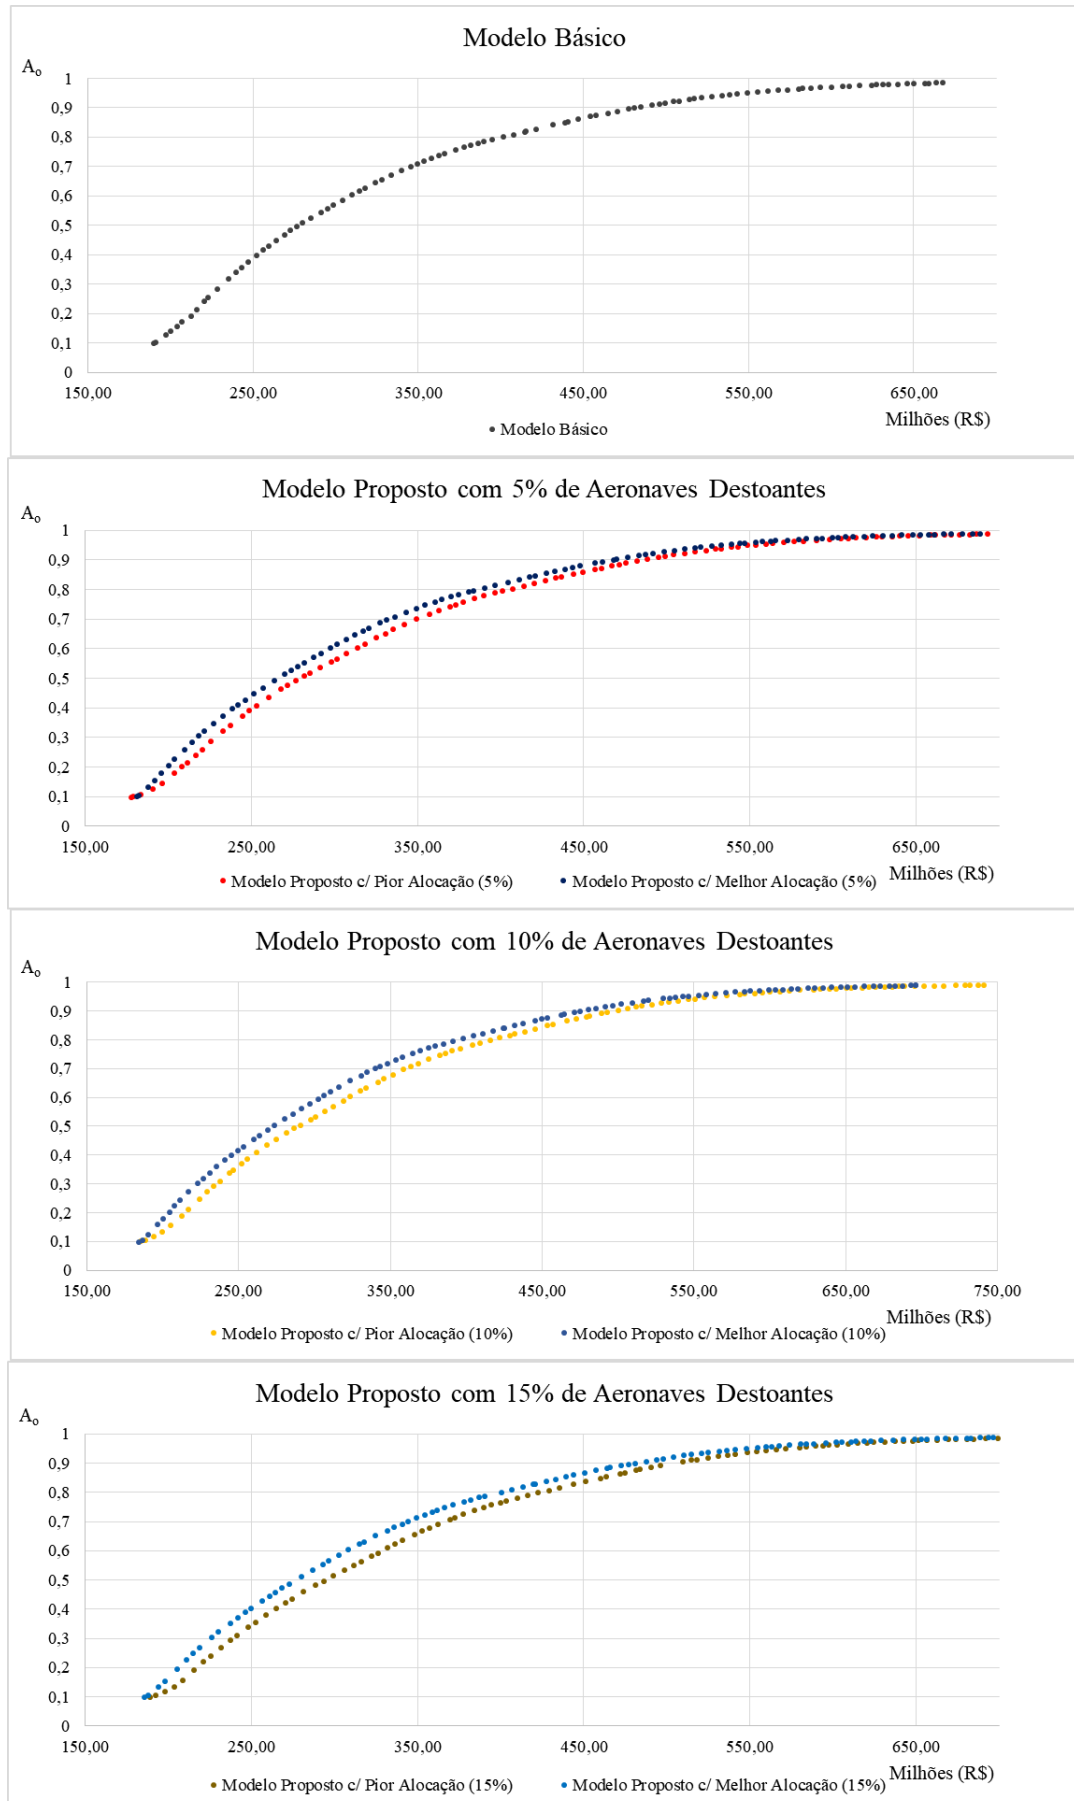 Modelo Básico
Aₒ
1
0,9
0,8
0,7
0,6
0,5
0,4
0,3
0,2
0,1
0
150,00 250,00 350,00 450,00 550,00 650,00
Milhões (R$)
Modelo Básico
Modelo Proposto com 5% de Aeronaves Destoantes
Aₒ
1
0,9
0,8
0,7
0,6
0,5
0,4
0,3
0,2
0,1
0
150,00 250,00 350,00 450,00 550,00 650,00
Milhões (R$)
Modelo Proposto c/ Pior Alocação (5%) Modelo Proposto c/ Melhor Alocação (5%)
Modelo Proposto com 10% de Aeronaves Destoantes
Aₒ
1
0,9
0,8
0,7
0,6
0,5
0,4
0,3
0,2
0,1
0
150,00 250,00 350,00 450,00 550,00 650,00 750,00
Milhões (R$)
Modelo Proposto c/ Pior Alocação (10%) Modelo Proposto c/ Melhor Alocação (10%)
Modelo Proposto com 15% de Aeronaves Destoantes
Aₒ
1
0,9
0,8
0,7
0,6
0,5
0,4
0,3
0,2
0,1
0
150,00 250,00 350,00 450,00 550,00 650,00
Milhões (R$)
Modelo Proposto c/ Pior Alocação (15%) Modelo Proposto c/ Melhor Alocação (15%)